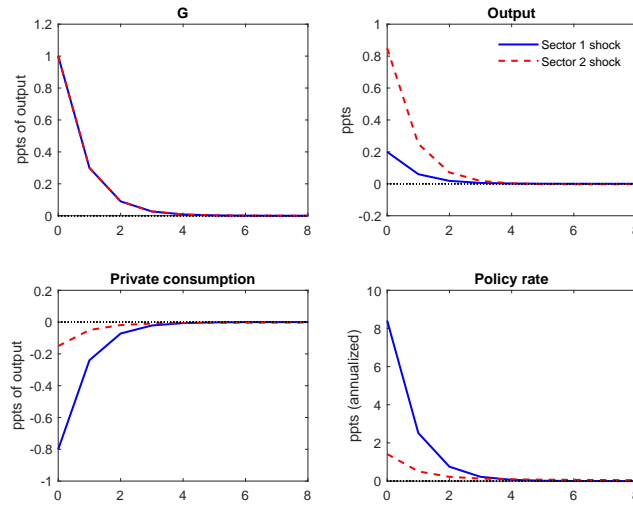 G
ppts of output
1.2
1
0.8
0.6
0.4
0.2
0
0 2 4 6 8
Output
ppts
1
0.8
0.6
0.4
0.2
0
-0.2
0 2 4 6 8
Sector 1 shock
Sector 2 shock
Private consumption
ppts of output
0.2
0
-0.2
-0.4
-0.6
-0.8
-1
0 2 4 6 8
Policy rate
ppts (annualized)
10
8
6
4
2
0
0 2 4 6 8